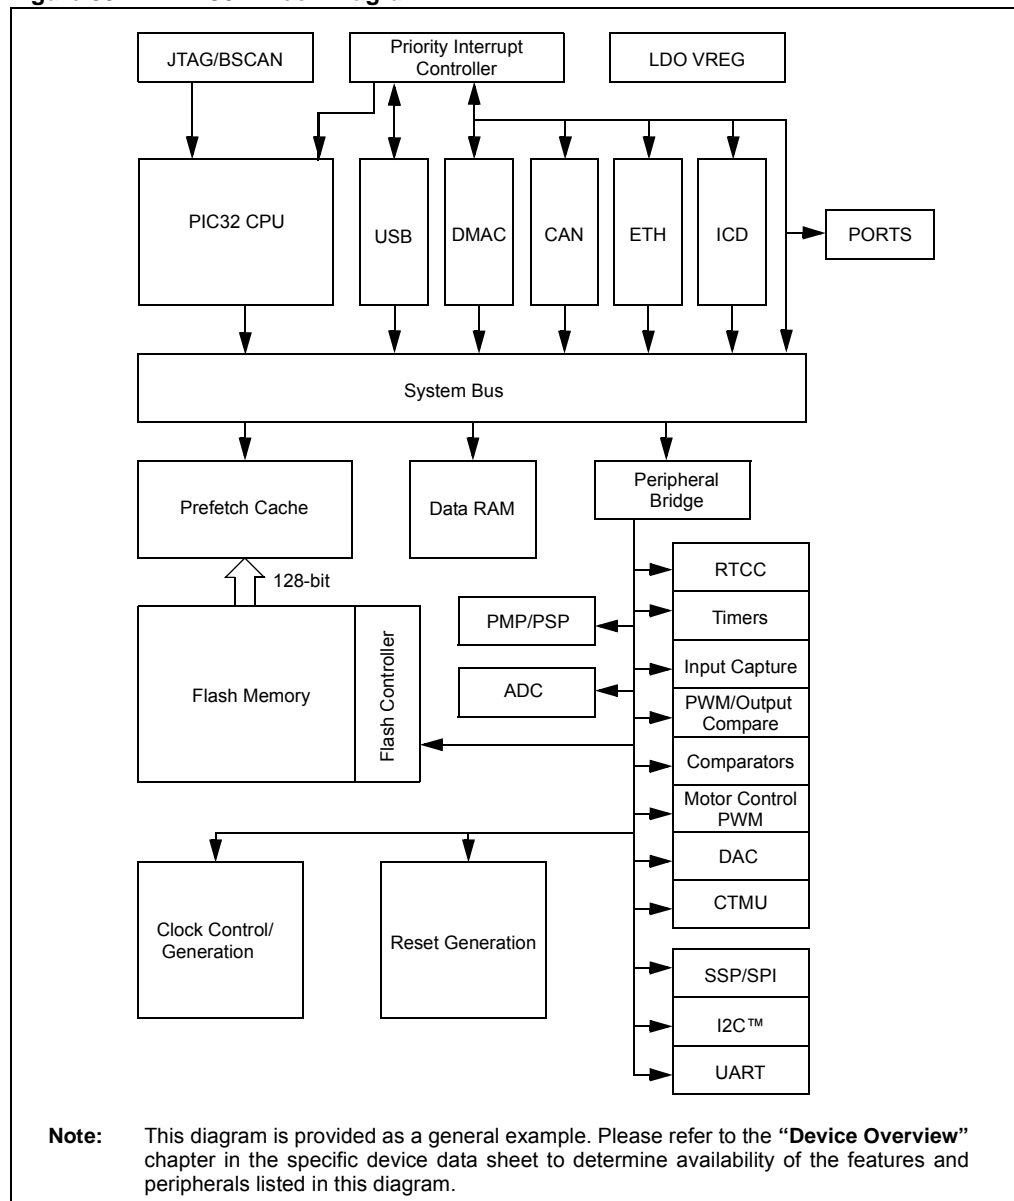 JTAG/BSCAN
Priority Interrupt
Controller
LDO VREG
PIC32 CPU
USB
DMAC
CAN
ETH
ICD
PORTS
System Bus
Prefetch Cache
Data RAM
Peripheral
Bridge
128-bit
Flash Memory
Flash Controller
PMP/PSP
ADC
RTCC
Timers
Input Capture
PWM/Output
Compare
Comparators
Motor Control
PWM
DAC
CTMU
Clock Control/
Generation
Reset Generation
SSP/SPI
I2C™
UART
Note: This diagram is provided as a general example. Please refer to the “Device Overview”
chapter in the specific device data sheet to determine availability of the features and
peripherals listed in this diagram.